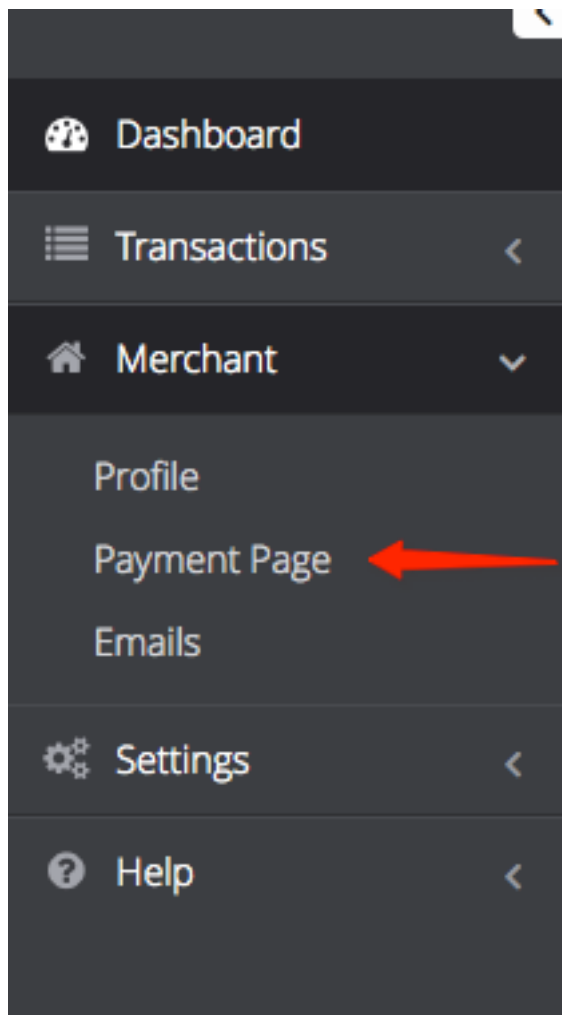 Dashboard
Transactions
Merchant
Profile
Payment Page
Emails
Settings
Help